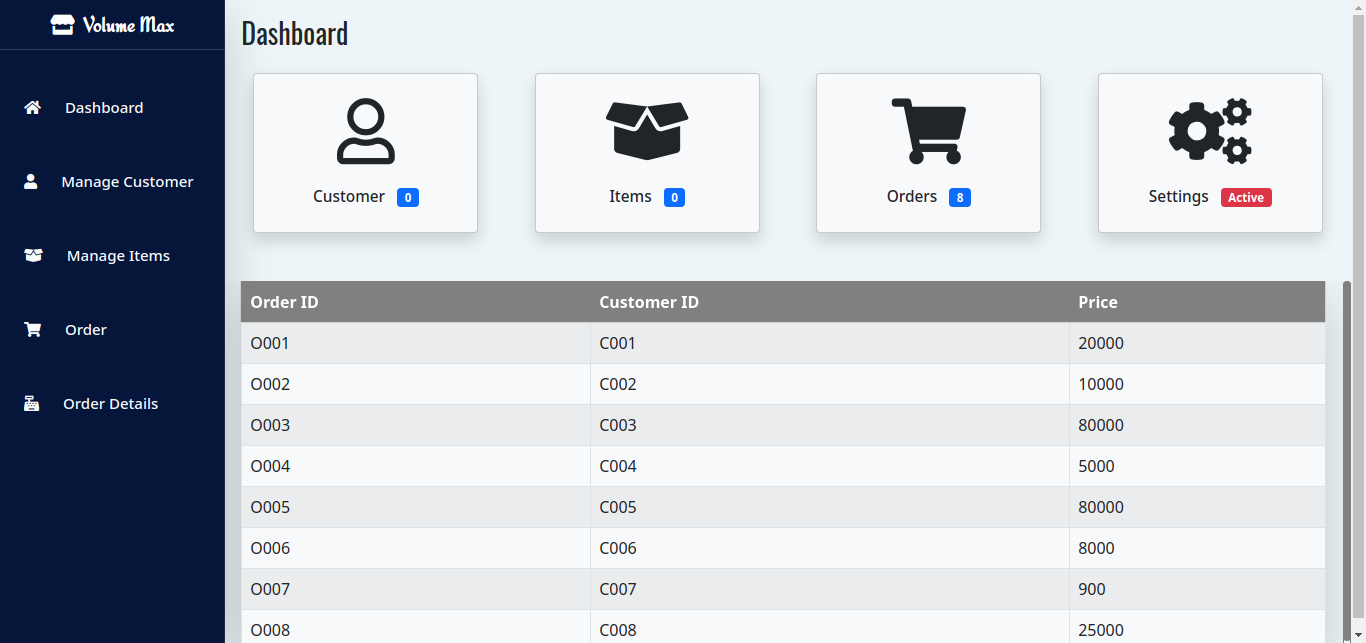 Volume Max
Dashboard
Manage Customer
Manage Items
Order
Order Details
Dashboard
Customer 0
Items 0
Orders 8
Settings Active
Order ID Customer ID Price
O001 C001 20000
O002 C002 10000
O003 C003 80000
O004 C004 5000
O005 C005 80000
O006 C006 8000
O007 C007 900
O008 C008 25000